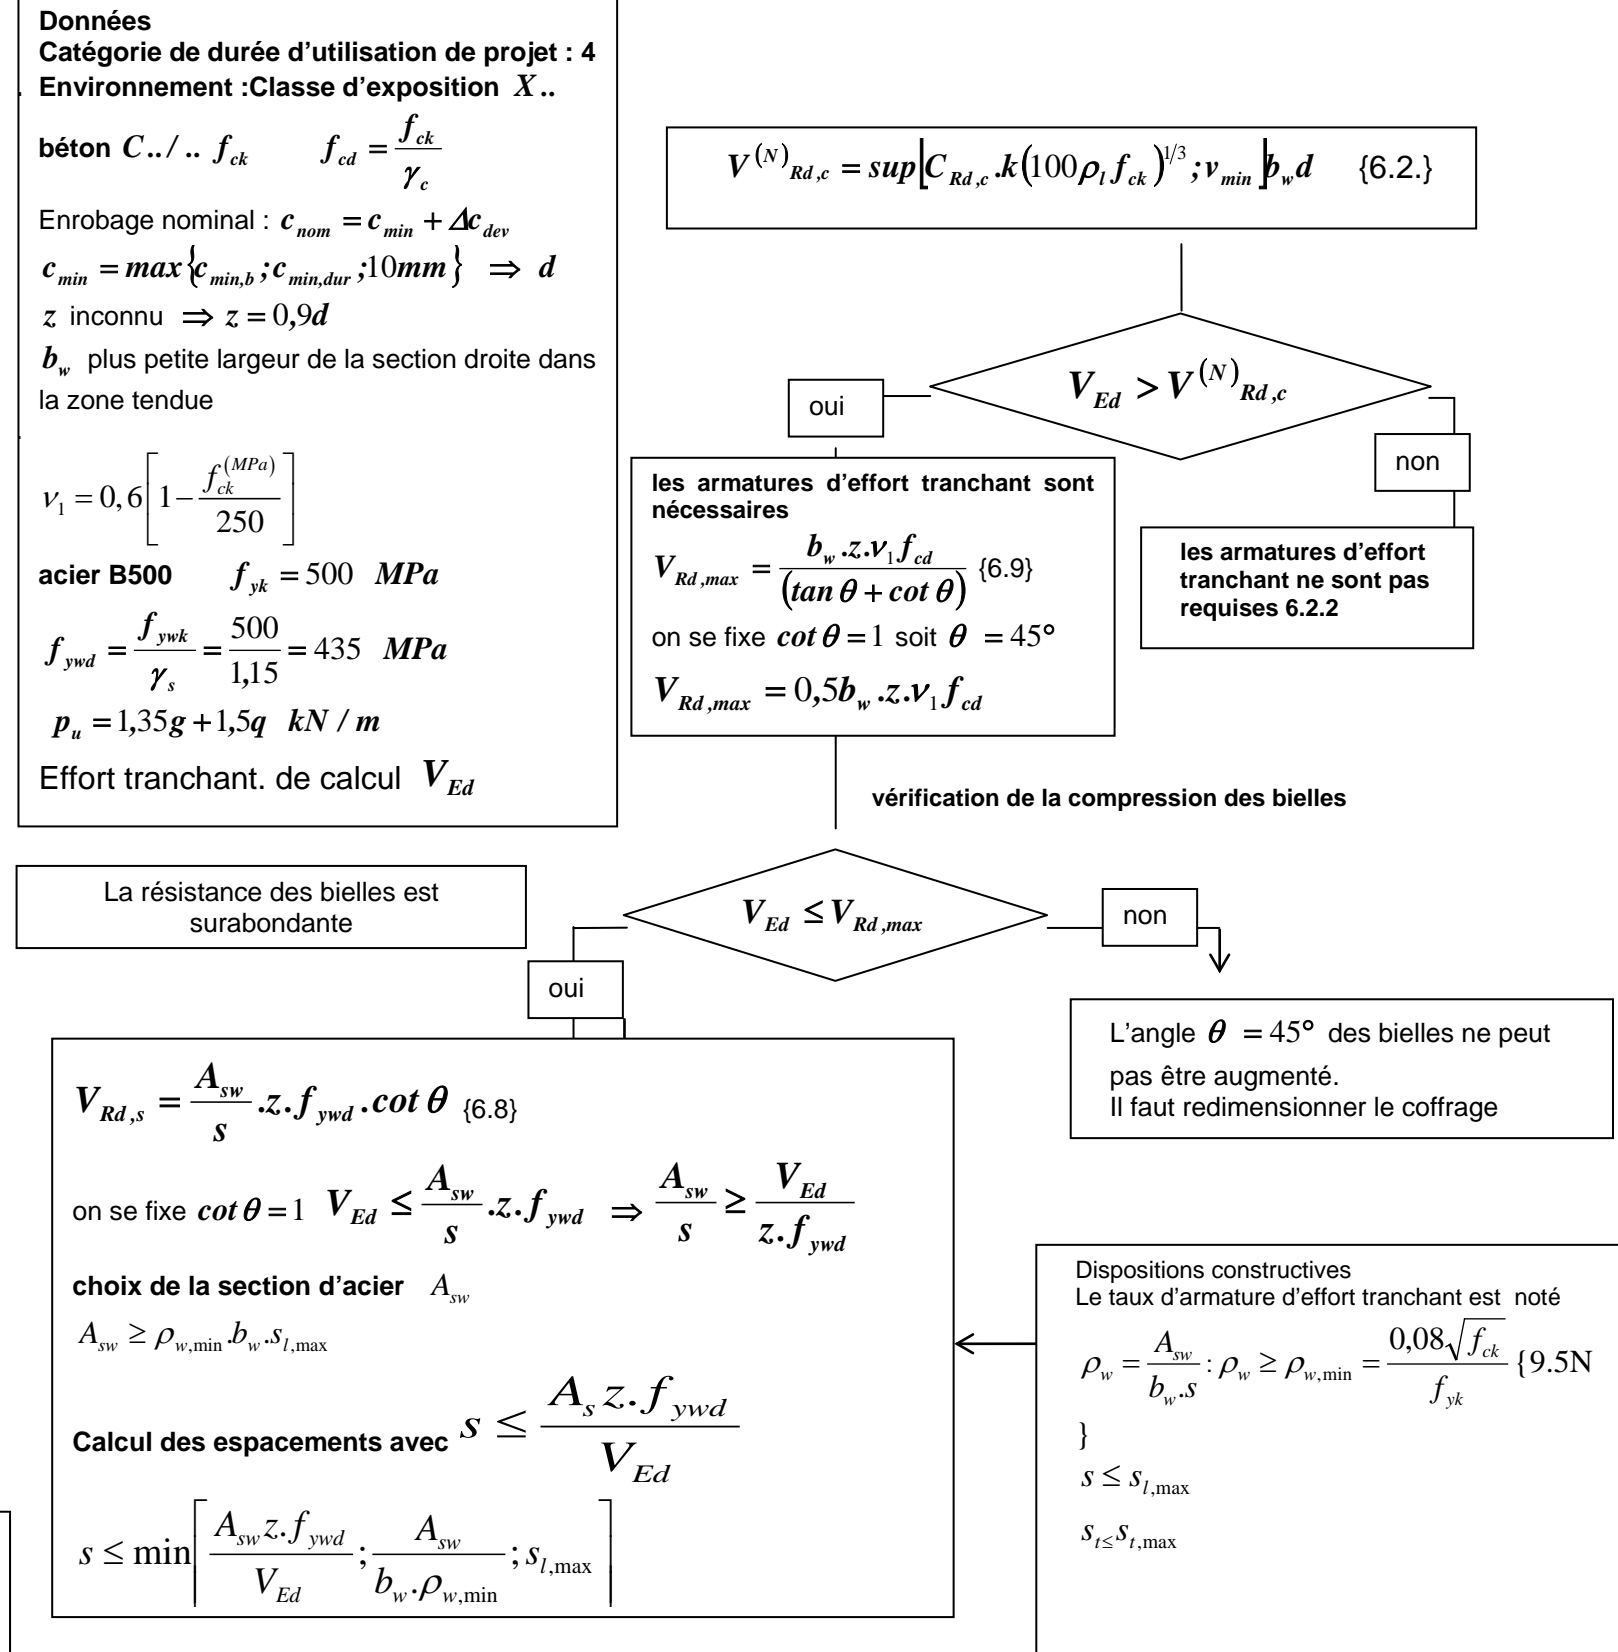 Données
Catégorie de durée d'utilisation de projet : 4
Environnement :Classe d'exposition X..
béton C../.. f_ck f_cd = f_ck / γ_c
Enrobage nominal : c_nom = c_min + Δc_dev
c_min = max{c_min,b ; c_min,dur ; 10mm} ⇒ d
z inconnu ⇒ z = 0,9d
b_w plus petite largeur de la section droite dans
la zone tendue
ν_1 = 0,6[1 − f_ck^(MPa) / 250]
acier B500 f_yk = 500 MPa
f_ywd = f_ywk / γ_s = 500 / 1,15 = 435 MPa
p_u = 1,35g + 1,5q kN / m
Effort tranchant. de calcul V_Ed
V^(N)_Rd,c = sup[C_Rd,c .k(100ρ_l f_ck)^1/3 ; v_min]b_w d {6.2.}
V_Ed > V^(N)_Rd,c
oui
non
les armatures d'effort tranchant sont
nécessaires
V_Rd,max = b_w .z.ν_1 f_cd / (tan θ + cot θ) {6.9}
on se fixe cot θ = 1 soit θ = 45°
V_Rd,max = 0,5b_w .z.ν_1 f_cd
les armatures d'effort
tranchant ne sont pas
requises 6.2.2
vérification de la compression des bielles
La résistance des bielles est
surabondante
V_Ed ≤ V_Rd,max
non
oui
L'angle θ = 45° des bielles ne peut
pas être augmenté.
Il faut redimensionner le coffrage
V_Rd,s = A_sw / s .z.f_ywd .cot θ {6.8}
on se fixe cot θ = 1 V_Ed ≤ A_sw / s .z.f_ywd ⇒ A_sw / s ≥ V_Ed / z.f_ywd
choix de la section d'acier A_sw
A_sw ≥ ρ_w,min .b_w .s_l,max
Calcul des espacements avec s ≤ A_s z.f_ywd / V_Ed
s ≤ min[A_sw z.f_ywd / V_Ed ; A_sw / b_w .ρ_w,min ; s_l,max]
Dispositions constructives
Le taux d'armature d'effort tranchant est noté
ρ_w = A_sw / b_w .s : ρ_w ≥ ρ_w,min = 0,08√f_ck / f_yk {9.5N
}
s ≤ s_l,max
s_t≤ s_t,max